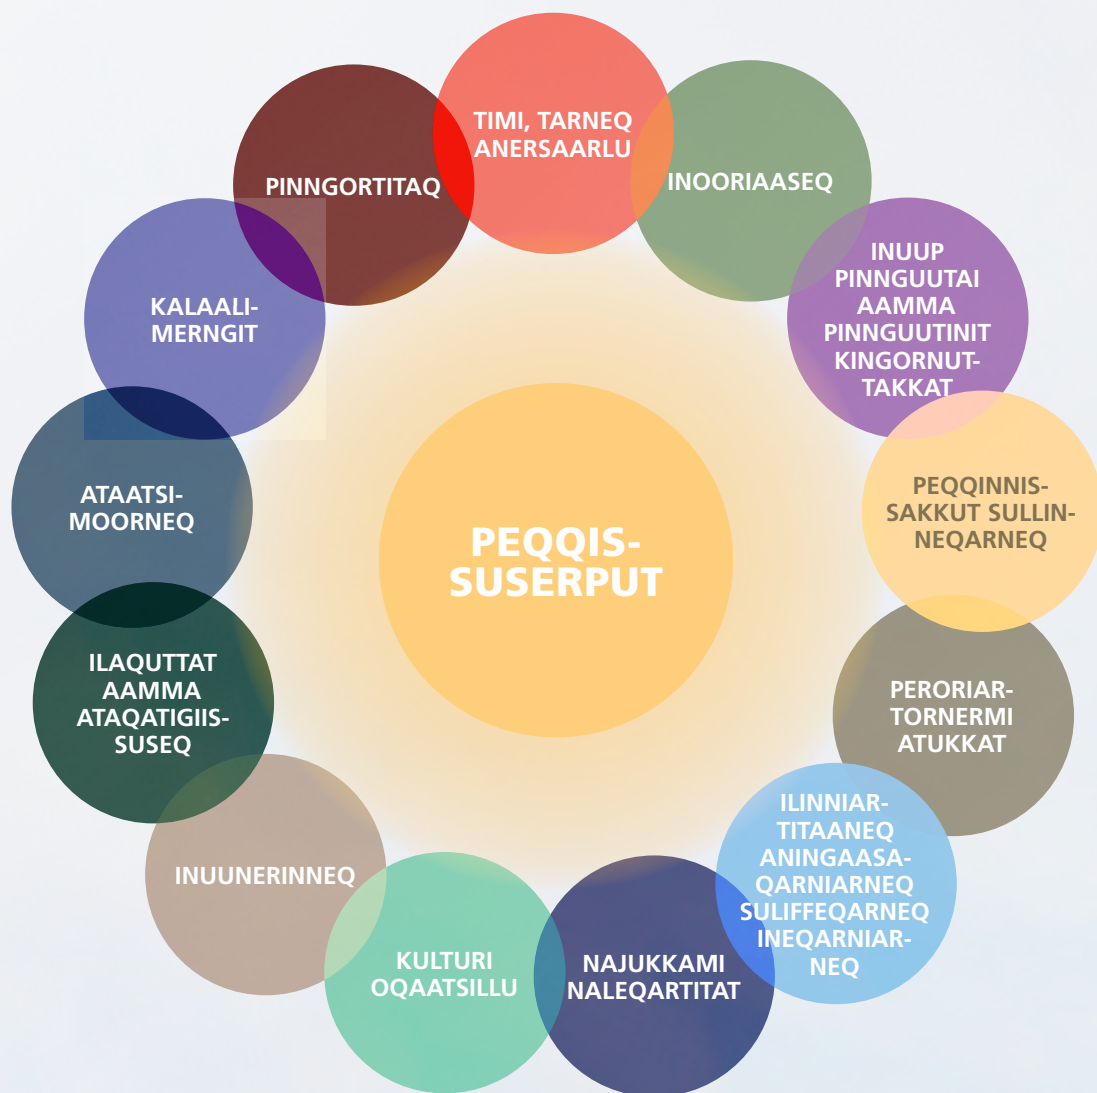 TIMI, TARNEQ
ANERSAARLU
INOORIAASEQ
INUUP
PINNGUUTAI
AAMMA
PINNGUUTINIT
KINGORNUT-
TAKKAT
PEQQINNIS-
SAKKUT SULLIN-
NEQARNEQ
PERORIAR-
TORNERMI
ATUKKAT
ILINNIAR-
TITAANEQ
ANINGAASA-
QARNIARNEQ
SULIFFEQARNEQ
INEQARNIAR-
NEQ
NAJUKKAMI
NALEQARTITAT
KULTURI
OQAATSILLU
INUUNERINNEQ
ILAQUTTAT
AAMMA
ATAQATIGIIS-
SUSEQ
ATAATSI-
MOORNEQ
KALAALI-
MERNGIT
PINNGORTITAQ
PEQQIS-
SUSERPUT